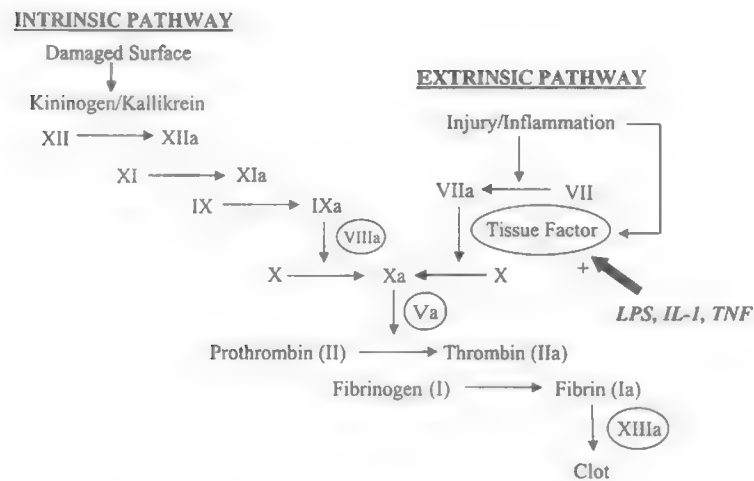 INTRINSIC PATHWAY
Damaged Surface
Kininogen/Kallikrein
XII XIIa
XI XIa
IX IXa
VIIIa
X Xa X
EXTRINSIC PATHWAY
Injury/Inflammation
VIIa VII
Tissue Factor
+
LPS, IL-1, TNF
Va
Prothrombin (II) Thrombin (IIa)
Fibrinogen (I) Fibrin (Ia)
XIIIa
Clot